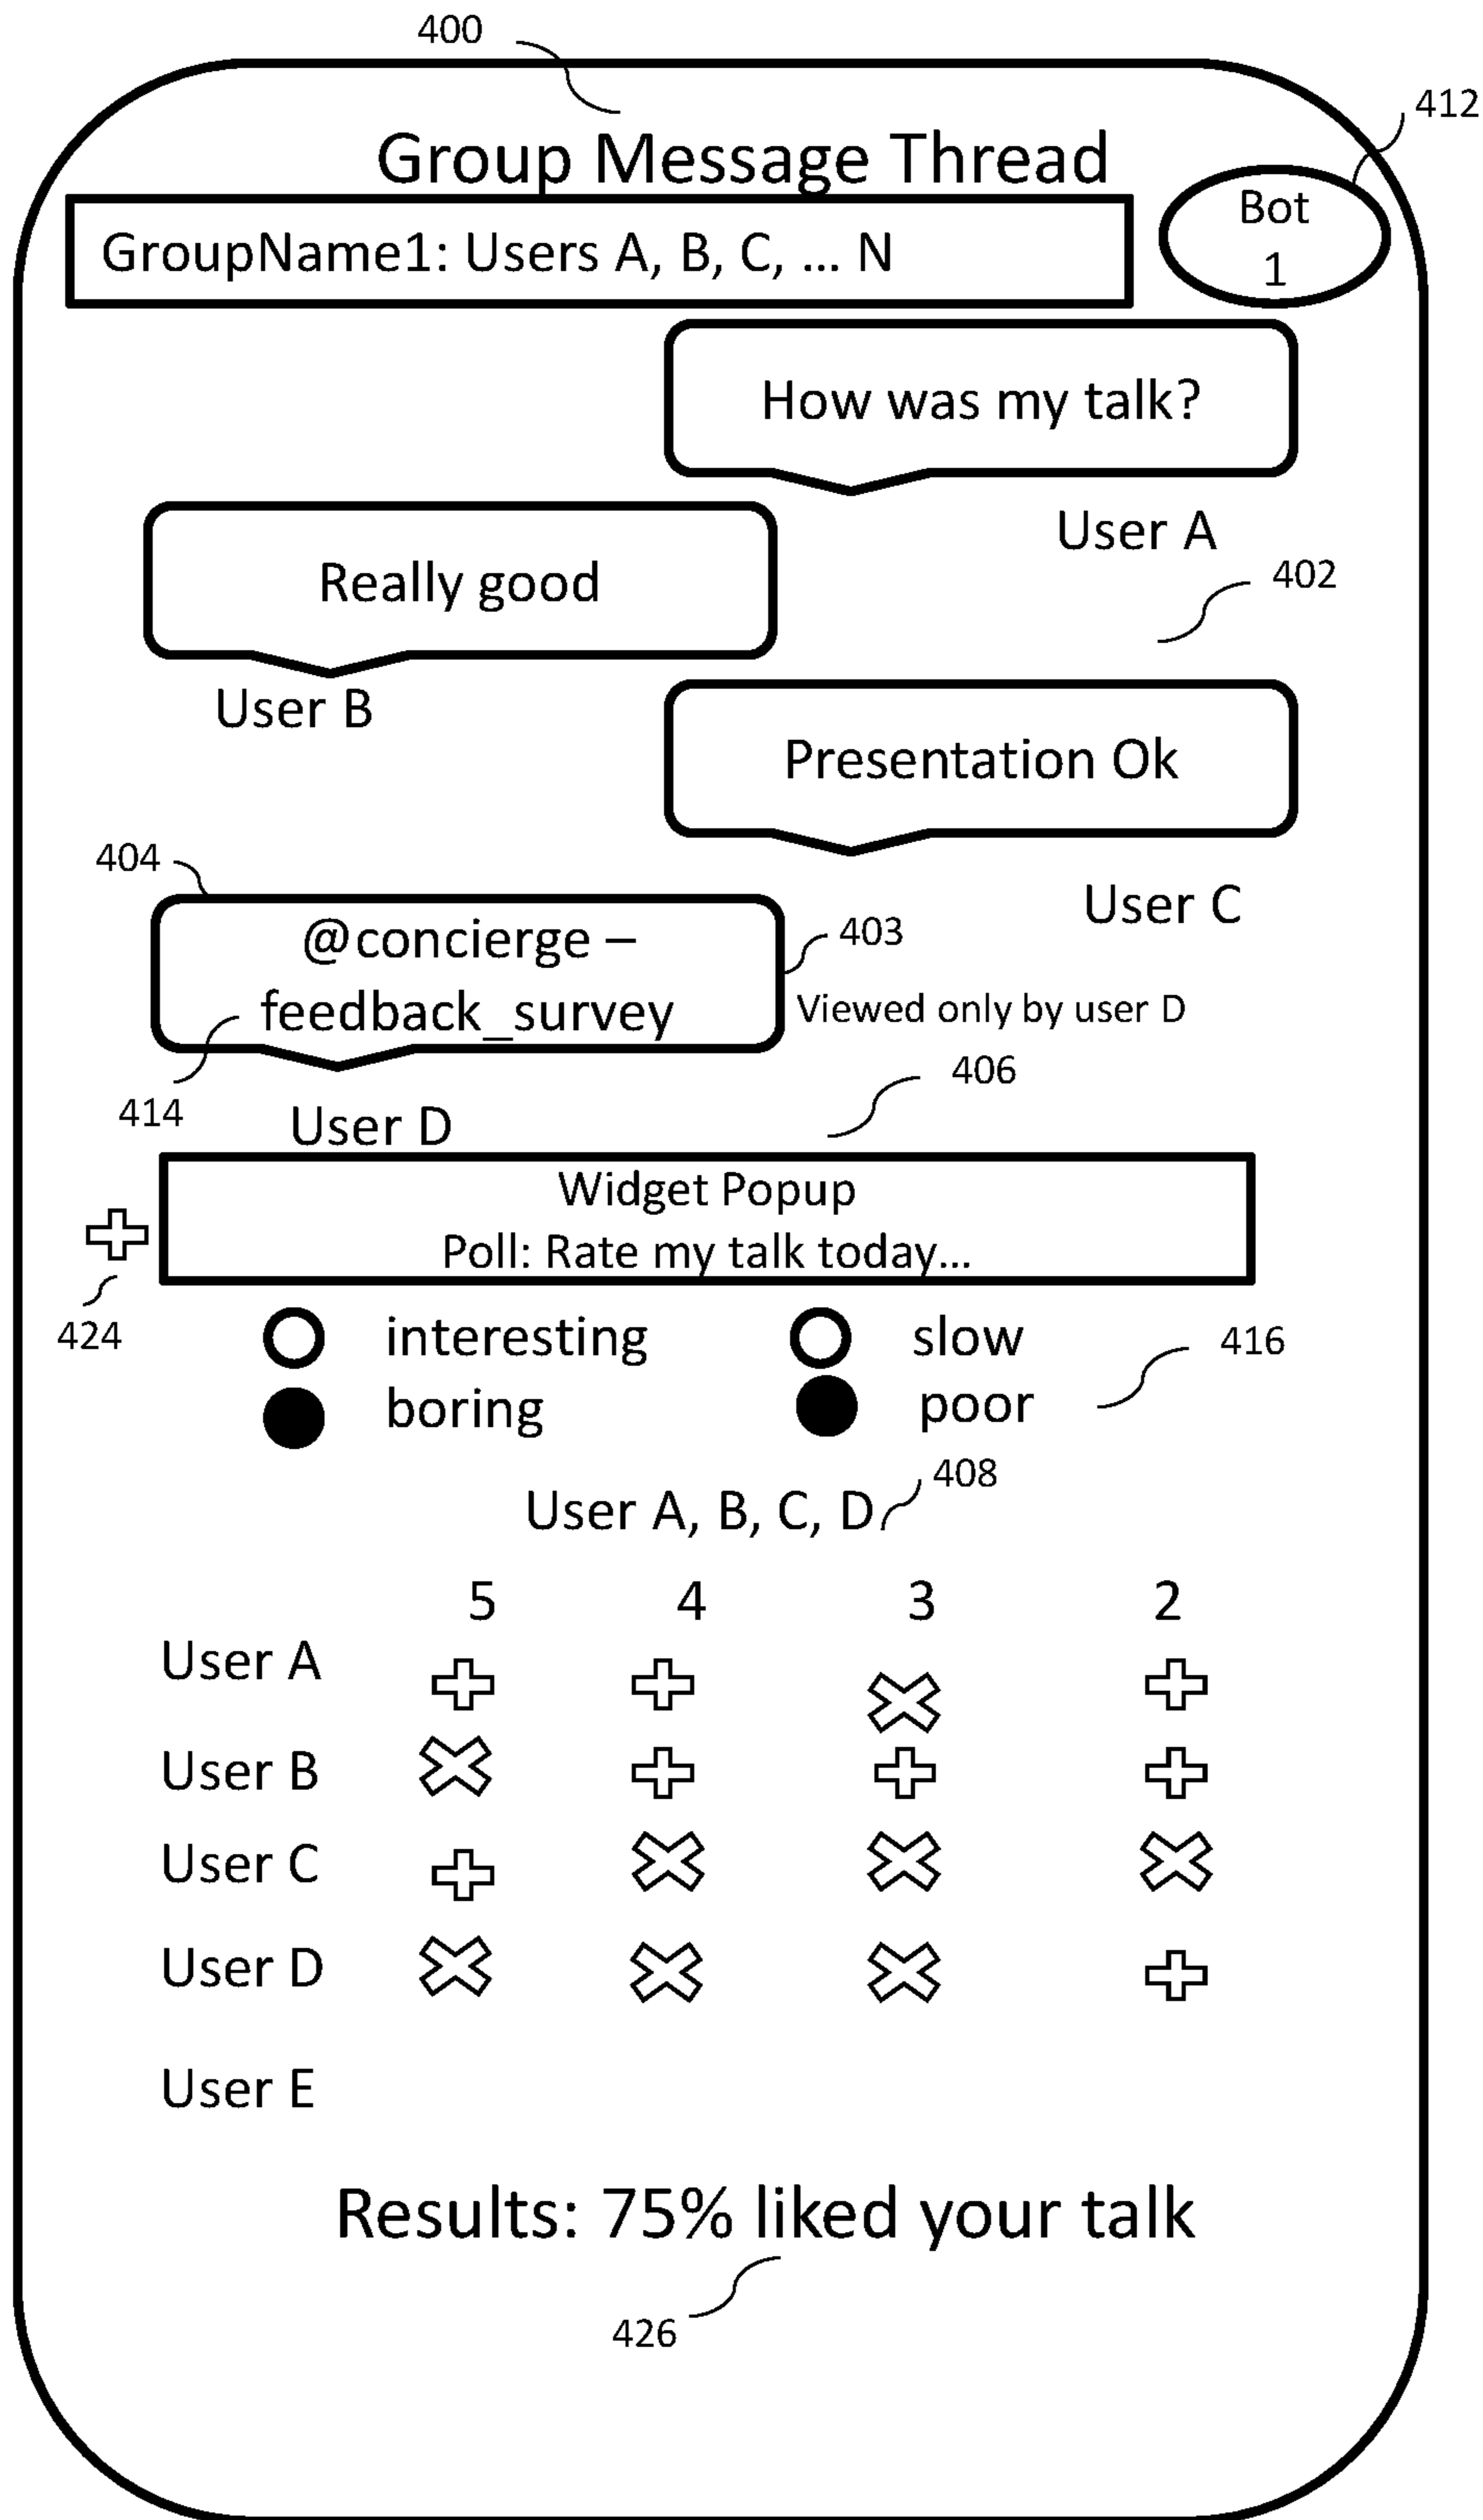 400
412
Group Message Thread
Bot
1
GroupName1: Users A, B, C, ... N
How was my talk?
User A
Really good
402
User B
Presentation Ok
404
User C
@concierge –
403
feedback_survey
Viewed only by user D
406
414
User D
Widget Popup
Poll: Rate my talk today...
424
interesting
slow
416
boring
poor
408
User A, B, C, D
5 4 3 2
User A
User B
User C
User D
User E
Results: 75% liked your talk
426